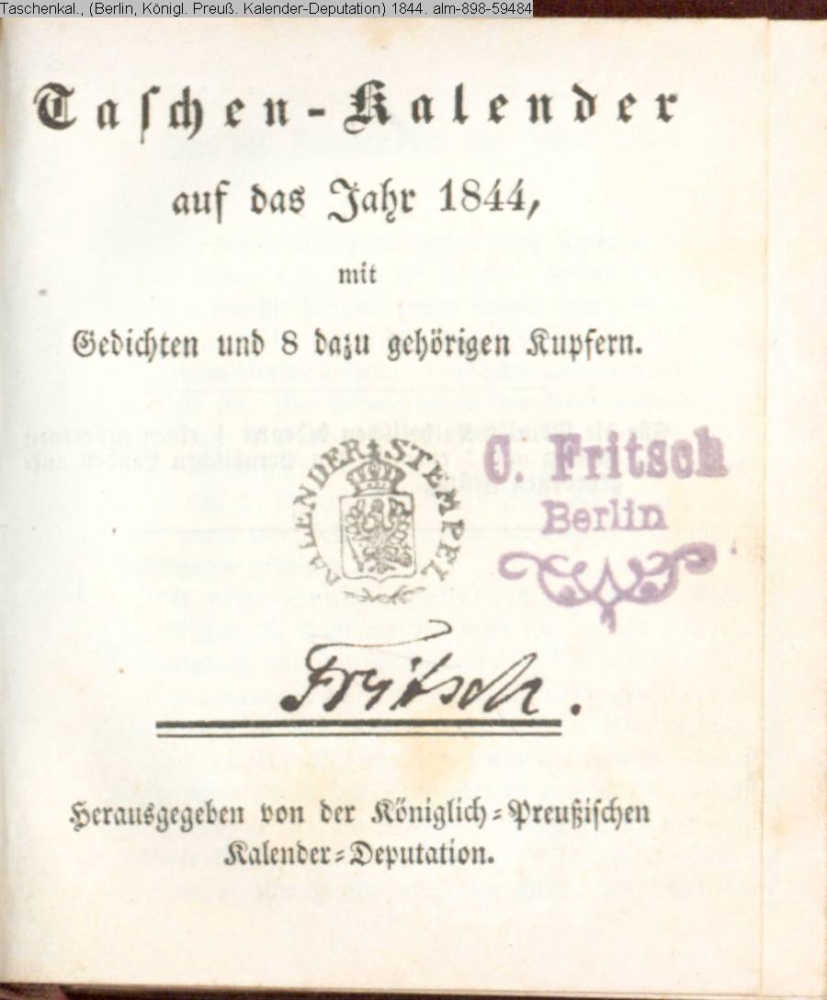 Taschenkal., (Berlin, Königl. Preuß. Kalender-Deputation) 1844. alm-898-59484
Taschen-Kalender
auf das Jahr 1844,
mit
Gedichten und 8 dazu gehörigen Kupfern.
KALENDER STEMPEL
C. Fritsch
Berlin
Fritsch.
Herausgegeben von der Königlich-Preußischen
Kalender-Deputation.